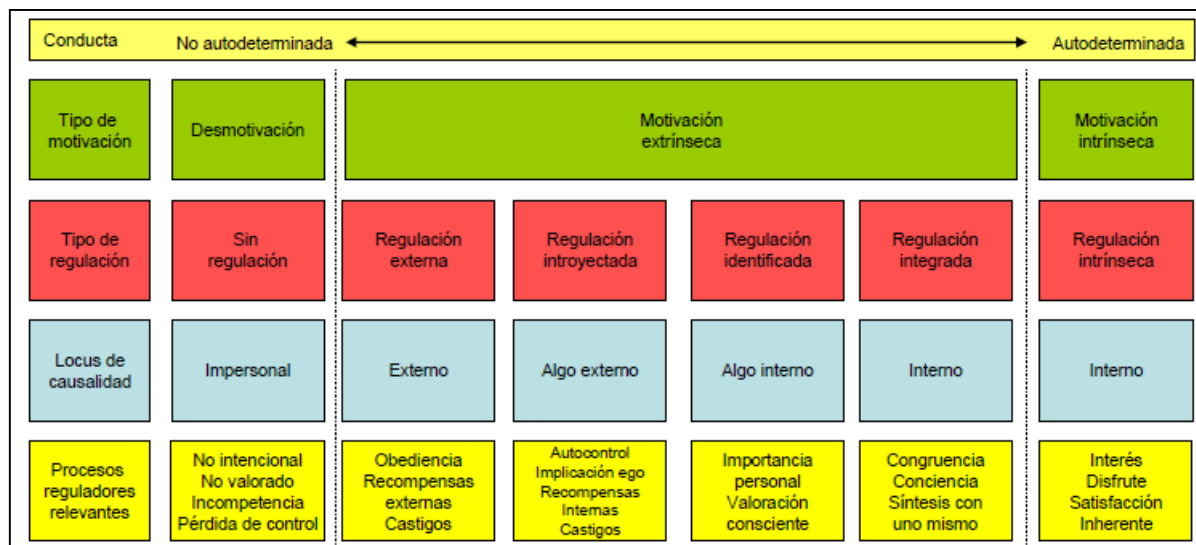 Conducta No autodeterminada Autodeterminada
Tipo de
motivación
Desmotivación
Motivación
extrínseca
Motivación
intrínseca
Tipo de
regulación
Sin
regulación
Regulación
externa
Regulación
introyectada
Regulación
identificada
Regulación
integrada
Regulación
intrínseca
Locus de
causalidad
Impersonal
Externo
Algo externo
Algo interno
Interno
Interno
Procesos
reguladores
relevantes
No intencional
No valorado
Incompetencia
Pérdida de control
Obediencia
Recompensas
externas
Castigos
Autocontrol
Implicación ego
Recompensas
Internas
Castigos
Importancia
personal
Valoración
consciente
Congruencia
Conciencia
Síntesis con
uno mismo
Interés
Disfrute
Satisfacción
Inherente